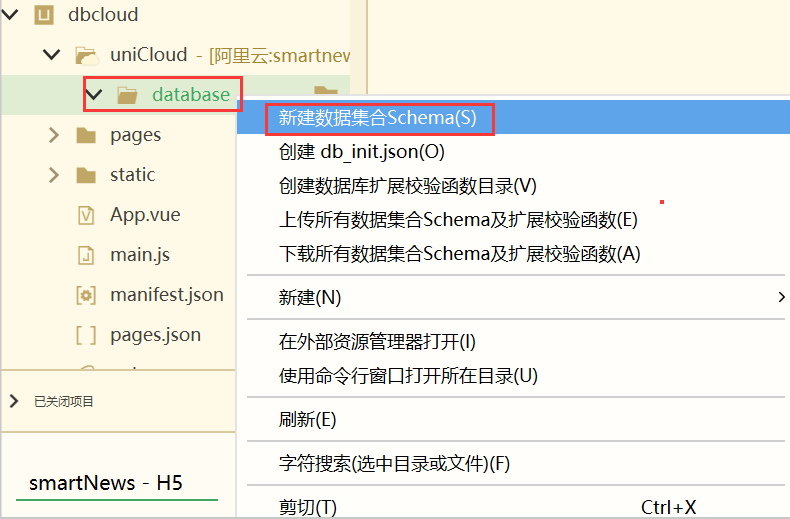 dbcloud
uniCloud - [阿里云:smartnew
database
pages
static
App.vue
main.js
manifest.json
pages.json
已关闭项目
smartNews - H5
新建数据集合Schema(S)
创建 db_init.json(O)
创建数据库扩展校验函数目录(V)
上传所有数据集合Schema及扩展校验函数(E)
下载所有数据集合Schema及扩展校验函数(A)
新建(N)
在外部资源管理器打开(I)
使用命令行窗口打开所在目录(U)
刷新(E)
字符搜索(选中目录或文件)(F)
剪切(T) Ctrl+X